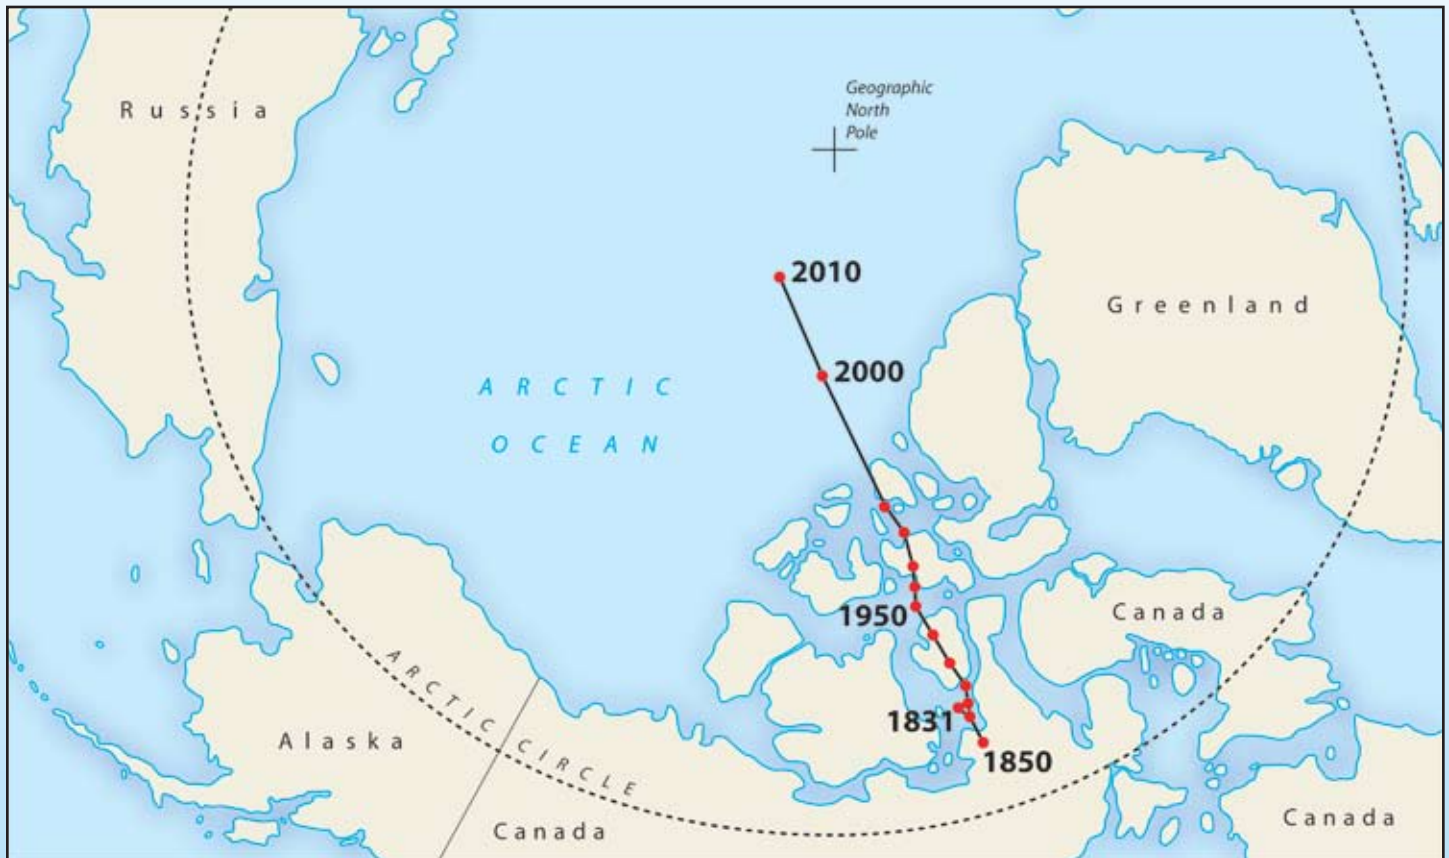 Geographic
North
Pole
Russia
2010
Greenland
2000
ARCTIC
OCEAN
1950
Canada
1831
1850
Alaska
ARCTIC CIRCLE
Canada
Canada